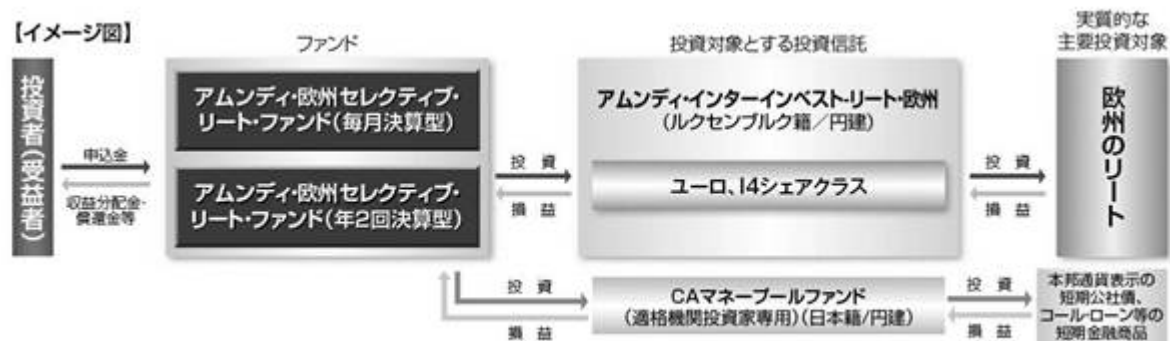 【イメージ図】
ファンド
投資対象とする投資信託
実質的な
主要投資対象
投資者(受益者)
申込金
収益分配金・
償還金等
アムンディ・欧州セレクティブ・
リート・ファンド(毎月決算型)
アムンディ・欧州セレクティブ・
リート・ファンド(年2回決算型)
投 資
損 益
アムンディ・インターインベスト-リート・欧州
(ルクセンブルク籍/円建)
ユーロ、I4シェアクラス
投 資
損 益
欧州のリート
投 資
損 益
CAマネープールファンド
(適格機関投資家専用)(日本籍/円建)
投 資
損 益
本邦通貨表示の
短期公社債、
コール・ローン等の
短期金融商品